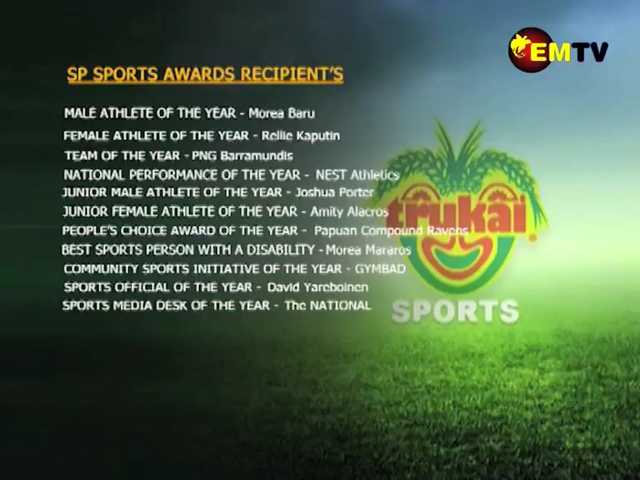 EMTV
SP SPORTS AWARDS RECIPIENT'S
MALE ATHLETE OF THE YEAR - Morea Baru
FEMALE ATHLETE OF THE YEAR - Rellie Kaputin
TEAM OF THE YEAR - PNG Barramundis
NATIONAL PERFORMANCE OF THE YEAR - NEST Athletics
JUNIOR MALE ATHLETE OF THE YEAR - Joshua Porter
JUNIOR FEMALE ATHLETE OF THE YEAR - Amity Alacros
PEOPLE'S CHOICE AWARD OF THE YEAR - Papuan Compound Ravens
BEST SPORTS PERSON WITH A DISABILITY - Morea Mararos
COMMUNITY SPORTS INITIATIVE OF THE YEAR - GYMBAD
SPORTS OFFICIAL OF THE YEAR - David Yareboinen
SPORTS MEDIA DESK OF THE YEAR - The NATIONAL
trukai
SPORTS